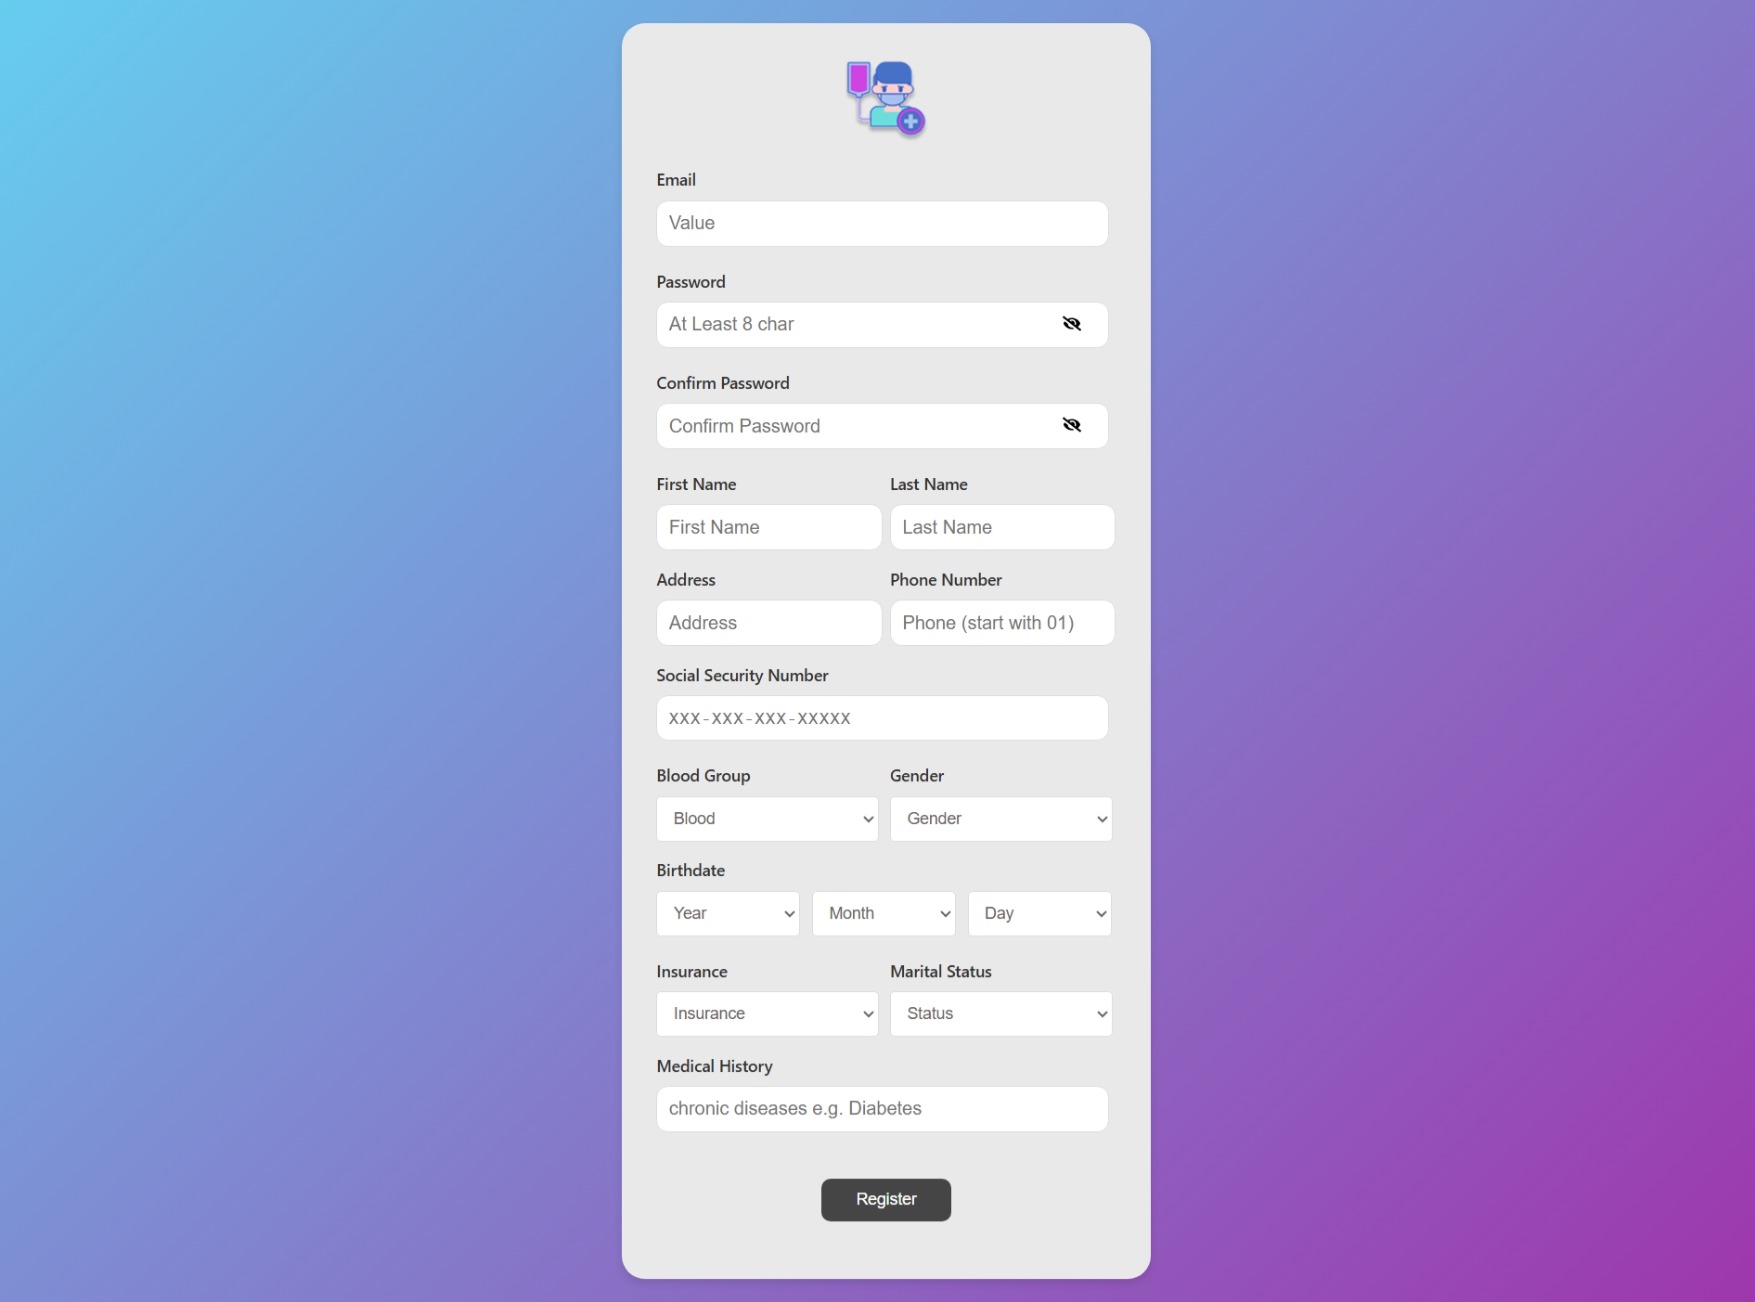 Email
Value
Password
At Least 8 char
Confirm Password
Confirm Password
First Name Last Name
First Name Last Name
Address Phone Number
Address Phone (start with 01)
Social Security Number
XXX-XXX-XXX-XXXXX
Blood Group Gender
Blood Gender
Birthdate
Year Month Day
Insurance Marital Status
Insurance Status
Medical History
chronic diseases e.g. Diabetes
Register